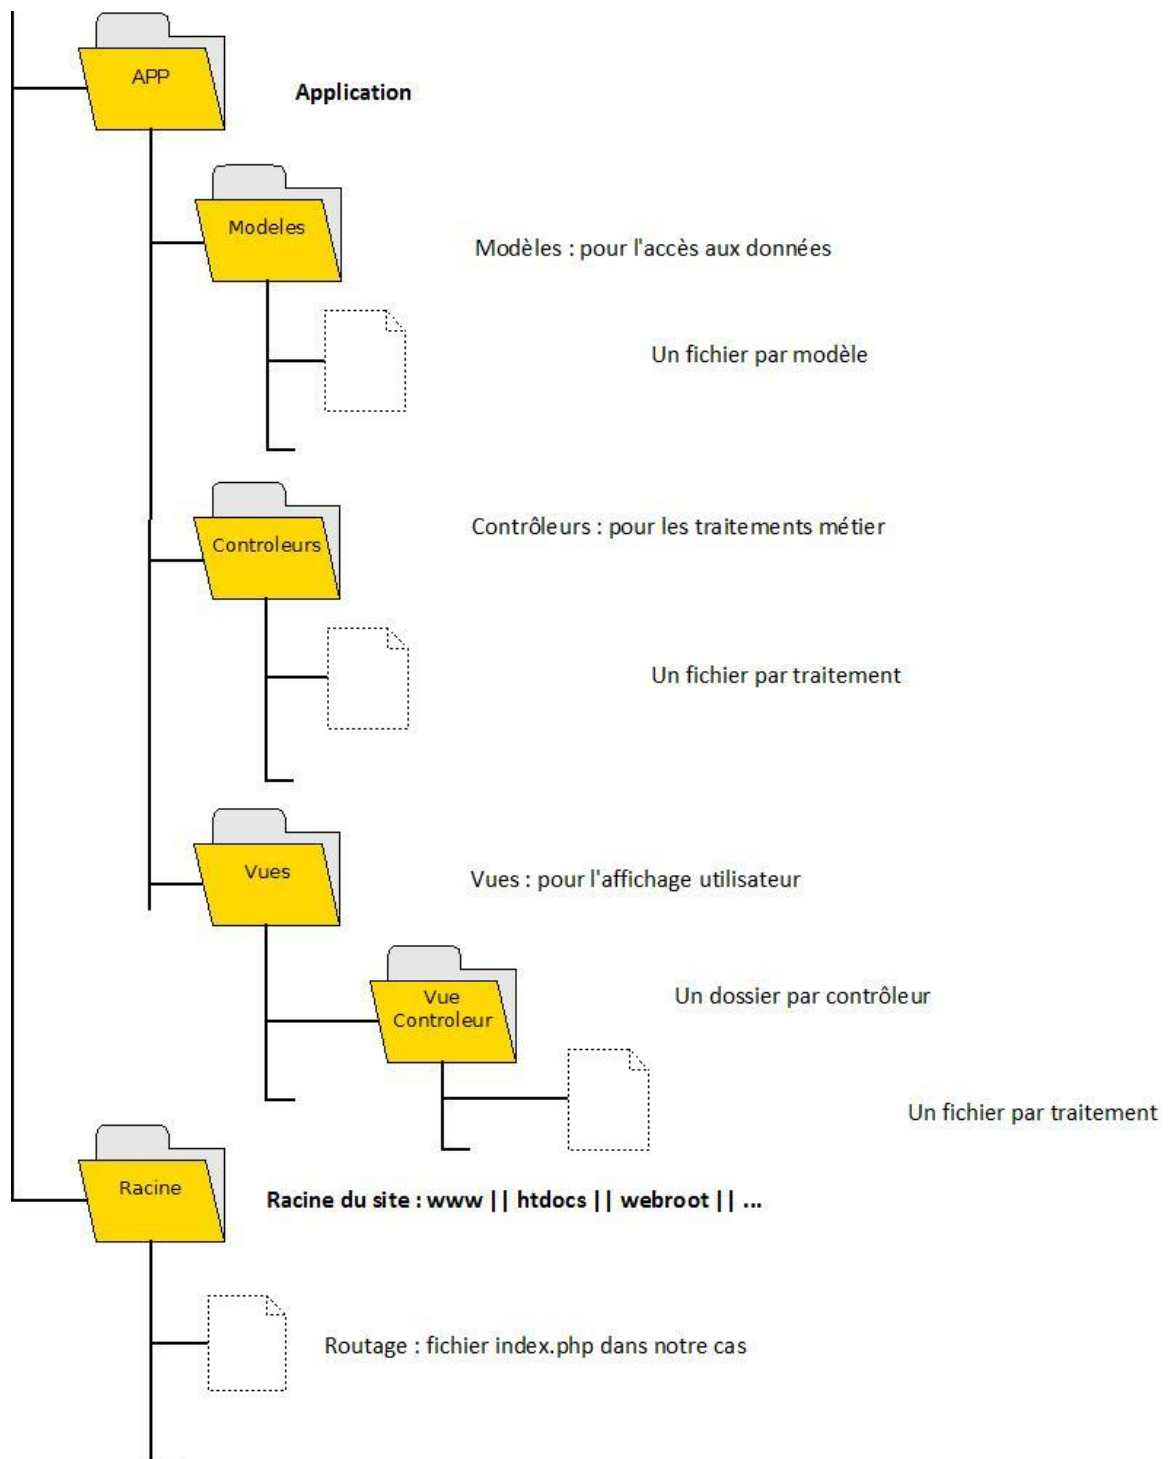 APP
Application
Modeles
Modèles : pour l'accès aux données
Un fichier par modèle
Controleurs
Contrôleurs : pour les traitements métier
Un fichier par traitement
Vues
Vues : pour l'affichage utilisateur
Vue
Controleur
Un dossier par contrôleur
Un fichier par traitement
Racine
Racine du site : www || htdocs || webroot || ...
Routage : fichier index.php dans notre cas